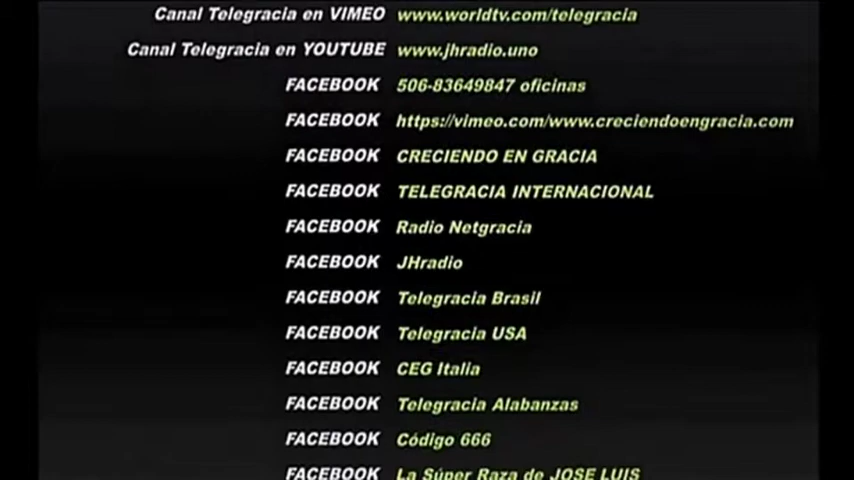 Canal Telegracia en VIMEO www.worldtv.com/telegracia
Canal Telegracia en YOUTUBE www.jhradio.uno
FACEBOOK 506-83649847 oficinas
FACEBOOK https://vimeo.com/www.creciendoengracia.com
FACEBOOK CRECIENDO EN GRACIA
FACEBOOK TELEGRACIA INTERNACIONAL
FACEBOOK Radio Netgracia
FACEBOOK JHradio
FACEBOOK Telegracia Brasil
FACEBOOK Telegracia USA
FACEBOOK CEG Italia
FACEBOOK Telegracia Alabanzas
FACEBOOK Código 666
FACEBOOK La Súper Raza de JOSE LUIS